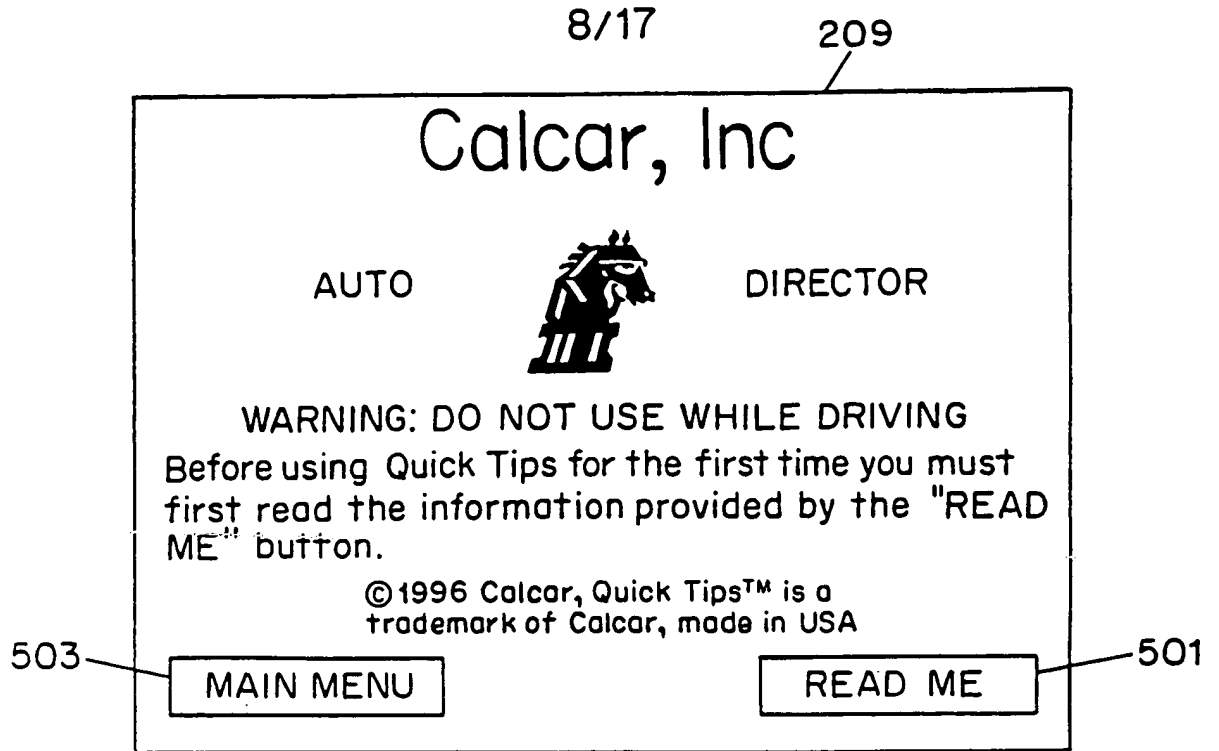 8/17
209
Calcar, Inc
AUTO DIRECTOR
WARNING: DO NOT USE WHILE DRIVING
Before using Quick Tips for the first time you must
first read the information provided by the "READ
ME" button.
©1996 Calcar, Quick Tips™ is a
trademark of Calcar, made in USA
503 MAIN MENU READ ME 501